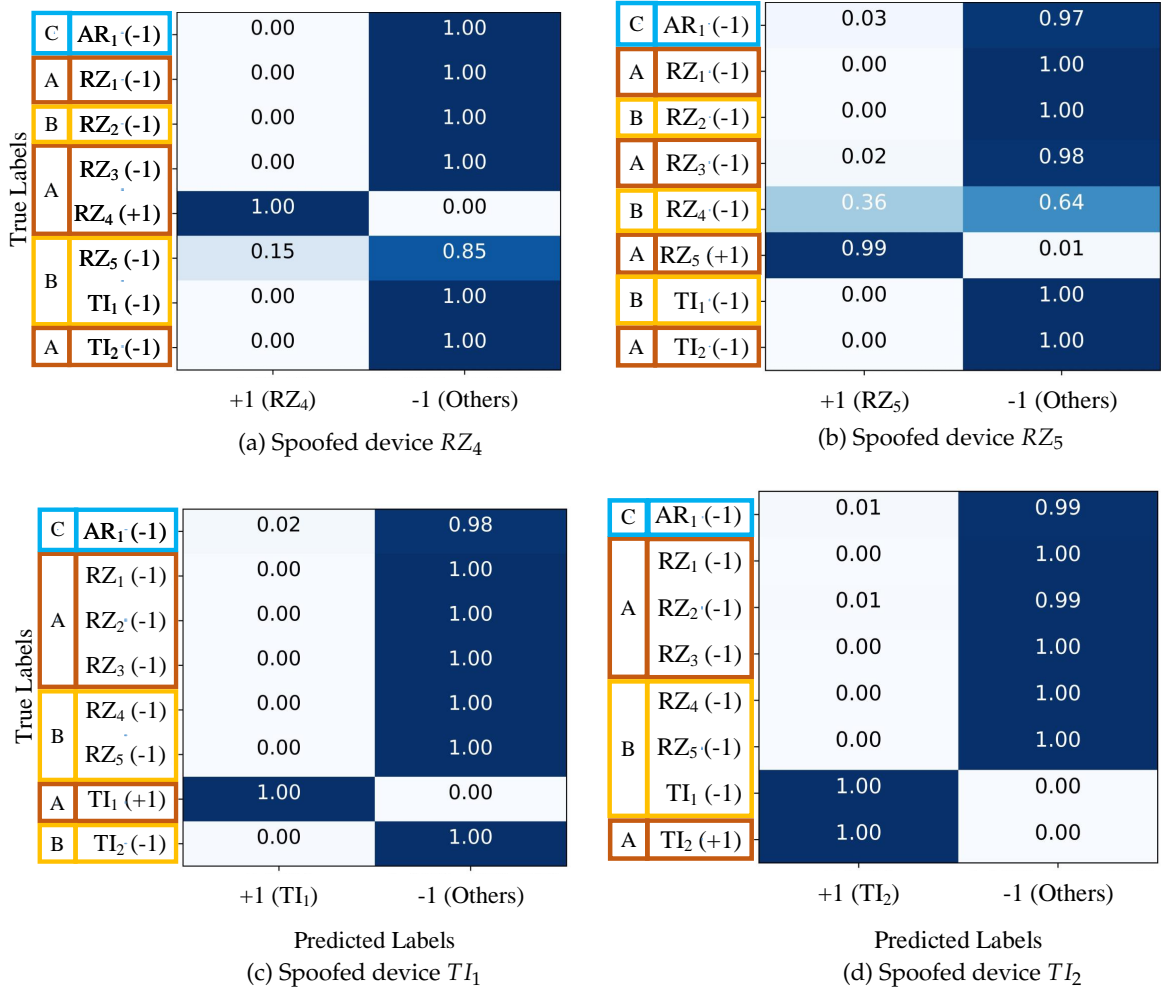 True Labels
C AR₁ (-1) 0.00 1.00
A RZ₁ (-1) 0.00 1.00
B RZ₂ (-1) 0.00 1.00
A RZ₃ (-1) 0.00 1.00
RZ₄ (+1) 1.00 0.00
B RZ₅ (-1) 0.15 0.85
TI₁ (-1) 0.00 1.00
A TI₂ (-1) 0.00 1.00
+1 (RZ₄) -1 (Others)
(a) Spoofed device RZ₄
C AR₁ (-1) 0.03 0.97
A RZ₁ (-1) 0.00 1.00
B RZ₂ (-1) 0.00 1.00
A RZ₃ (-1) 0.02 0.98
B RZ₄ (-1) 0.36 0.64
A RZ₅ (+1) 0.99 0.01
B TI₁ (-1) 0.00 1.00
A TI₂ (-1) 0.00 1.00
+1 (RZ₅) -1 (Others)
(b) Spoofed device RZ₅
True Labels
C AR₁ (-1) 0.02 0.98
A RZ₁ (-1) 0.00 1.00
RZ₂ (-1) 0.00 1.00
RZ₃ (-1) 0.00 1.00
B RZ₄ (-1) 0.00 1.00
RZ₅ (-1) 0.00 1.00
A TI₁ (+1) 1.00 0.00
B TI₂ (-1) 0.00 1.00
+1 (TI₁) -1 (Others)
Predicted Labels
(c) Spoofed device TI₁
C AR₁ (-1) 0.01 0.99
A RZ₁ (-1) 0.00 1.00
RZ₂ (-1) 0.01 0.99
RZ₃ (-1) 0.00 1.00
B RZ₄ (-1) 0.00 1.00
RZ₅ (-1) 0.00 1.00
TI₁ (-1) 1.00 0.00
A TI₂ (+1) 1.00 0.00
+1 (TI₂) -1 (Others)
Predicted Labels
(d) Spoofed device TI₂